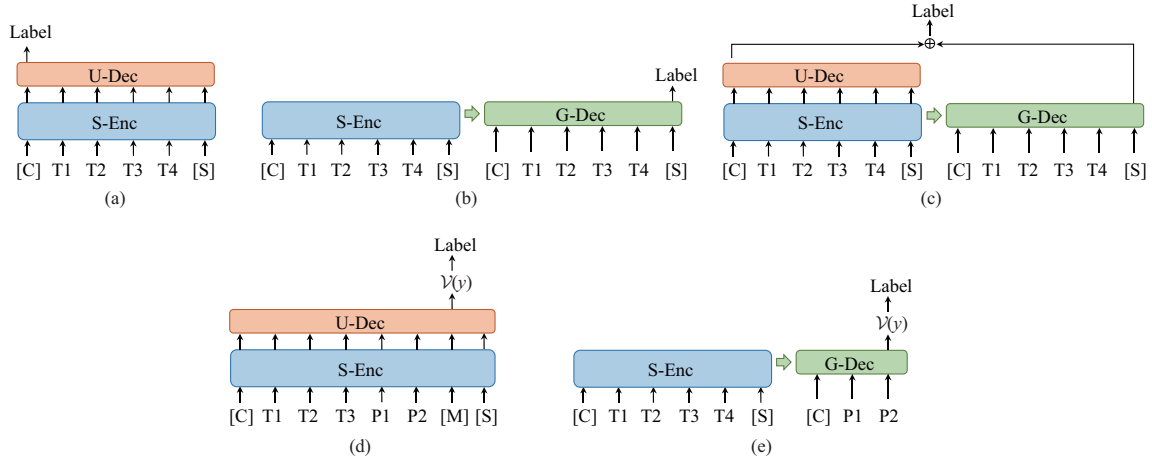 Label
U-Dec
S-Enc
[C] T1 T2 T3 T4 [S]
(a)
Label
S-Enc
G-Dec
[C] T1 T2 T3 T4 [S]
[C] T1 T2 T3 T4 [S]
(b)
Label
⊕
U-Dec
S-Enc
G-Dec
[C] T1 T2 T3 T4 [S]
[C] T1 T2 T3 T4 [S]
(c)
Label
𝒱(y)
U-Dec
S-Enc
[C] T1 T2 T3 P1 P2 [M] [S]
(d)
Label
𝒱(y)
S-Enc
G-Dec
[C] T1 T2 T3 T4 [S]
[C] P1 P2
(e)